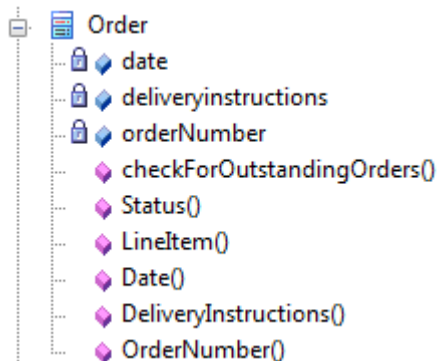 Order
date
deliveryinstructions
orderNumber
checkForOutstandingOrders()
Status()
LineItem()
Date()
DeliveryInstructions()
OrderNumber()